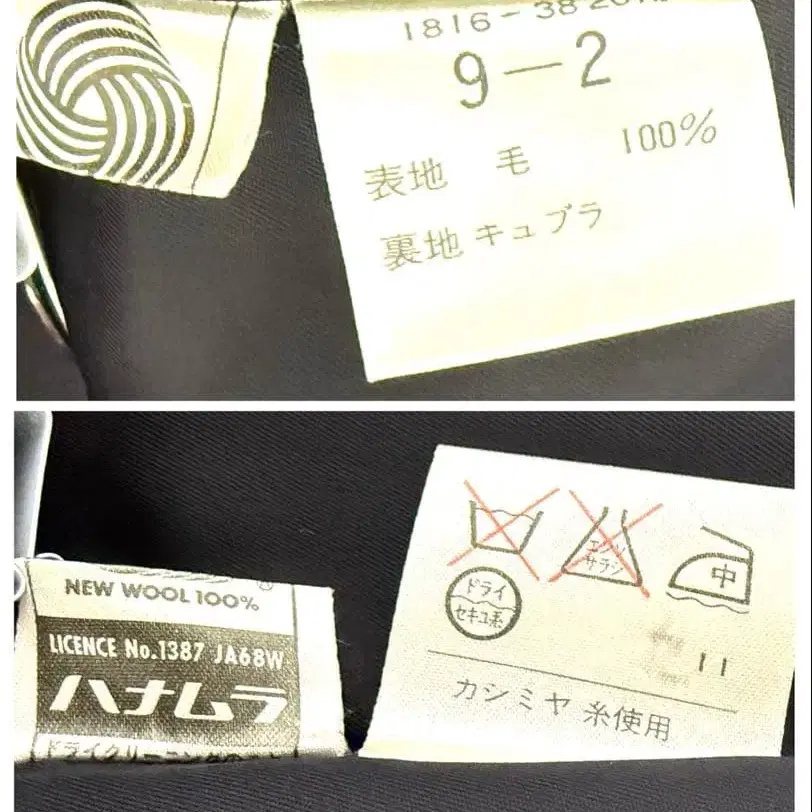 9-2
表地 毛 100%
裏地 キュプラ
NEW WOOL 100%
LICENCE No.1387 JA68W
ハナムラ
エンソ
サラシ
中
ドライ
セキユ系
11
カシミヤ 糸使用